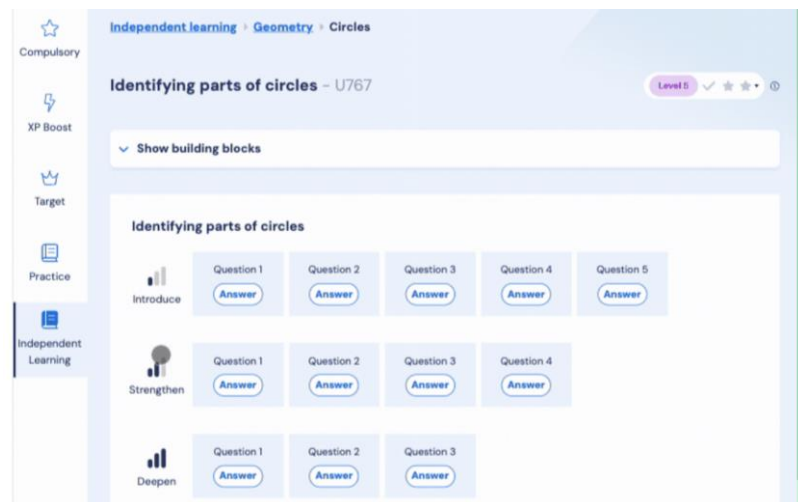 Compulsory
XP Boost
Target
Practice
Independent
Learning
Independent learning Geometry Circles
Identifying parts of circles - U767
Level 5
Show building blocks
Identifying parts of circles
Introduce
Question 1 Question 2 Question 3 Question 4 Question 5
Answer Answer Answer Answer Answer
Strengthen
Question 1 Question 2 Question 3 Question 4
Answer Answer Answer Answer
Deepen
Question 1 Question 2 Question 3
Answer Answer Answer